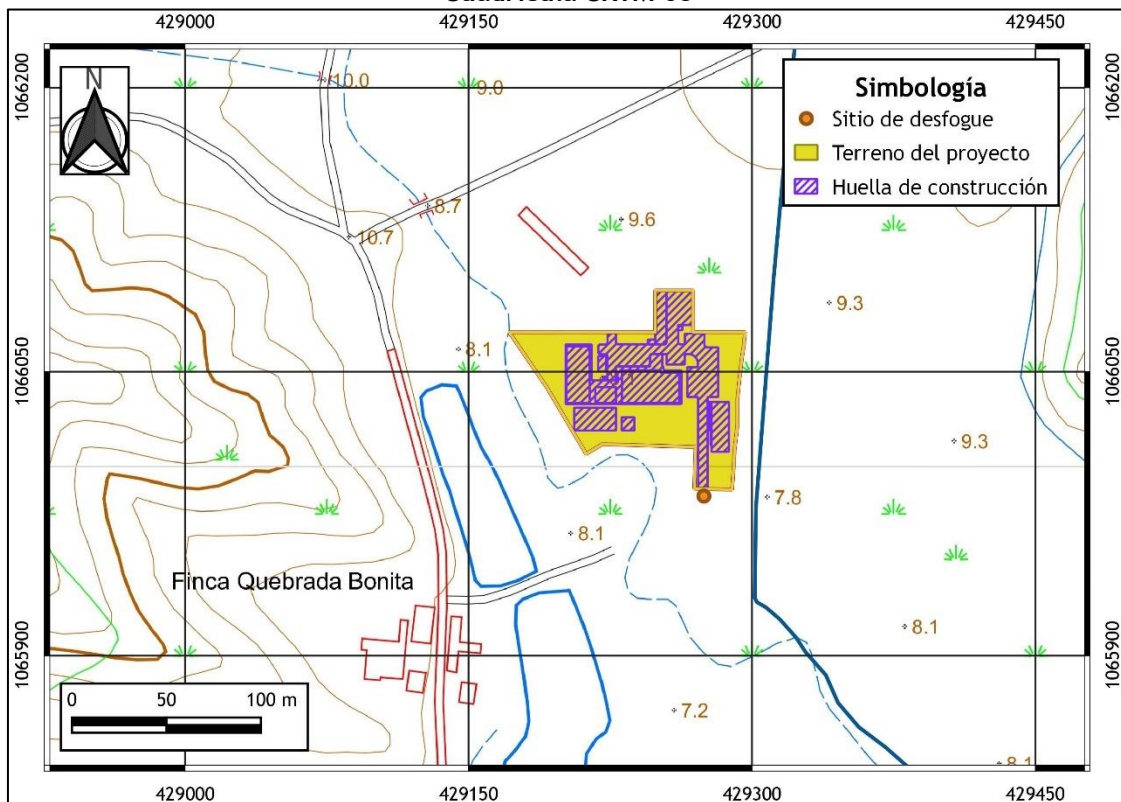 429000 429150 429300 429450
1066200 1066200
N
Simbología
Sitio de desfogue
Terreno del proyecto
Huella de construcción
10.0
9.0
8.7
9.6
10.7
9.3
8.1
1066050 1066050
9.3
7.8
8.1
Finca Quebrada Bonita
8.1
1065900 1065900
0 50 100 m
7.2
8.1
429000 429150 429300 429450